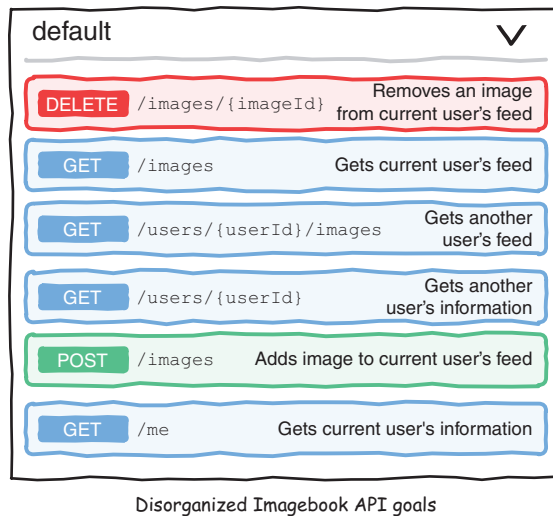 default
DELETE /images/{imageId} Removes an image
from current user's feed
GET /images Gets current user's feed
GET /users/{userId}/images Gets another
user's feed
GET /users/{userId} Gets another
user's information
POST /images Adds image to current user's feed
GET /me Gets current user's information
Disorganized Imagebook API goals